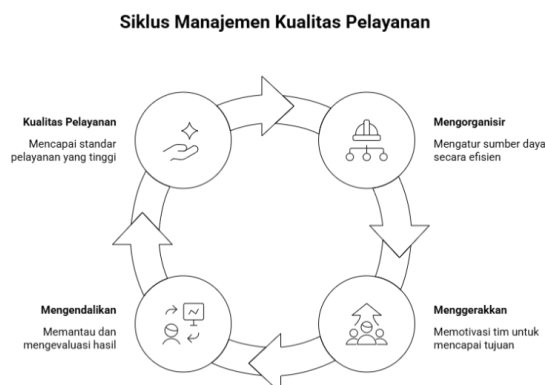 Siklus Manajemen Kualitas Pelayanan
Kualitas Pelayanan
Mencapai standar
pelayanan yang tinggi
Mengorganisir
Mengatur sumber daya
secara efisien
Mengendalikan
Memantau dan
mengevaluasi hasil
Menggerakkan
Memotivasi tim untuk
mencapai tujuan